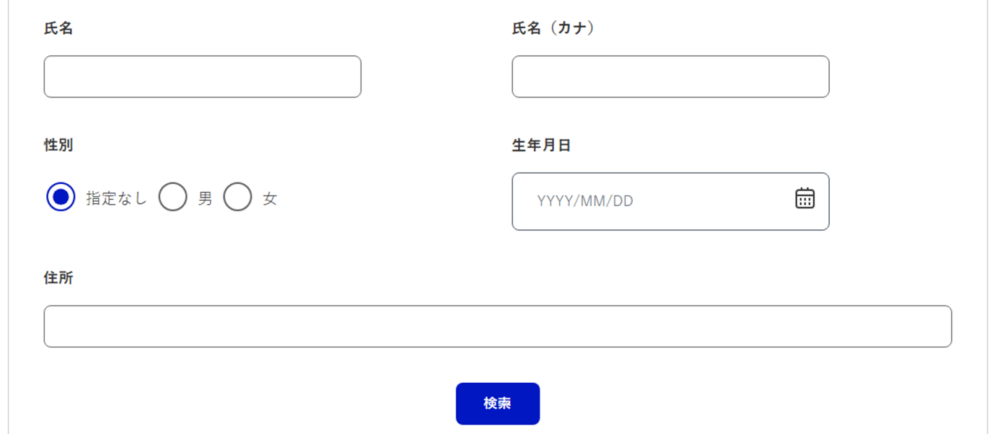 氏名
氏名（カナ）
性別
生年月日
指定なし 男 女
YYYY/MM/DD
住所
検索